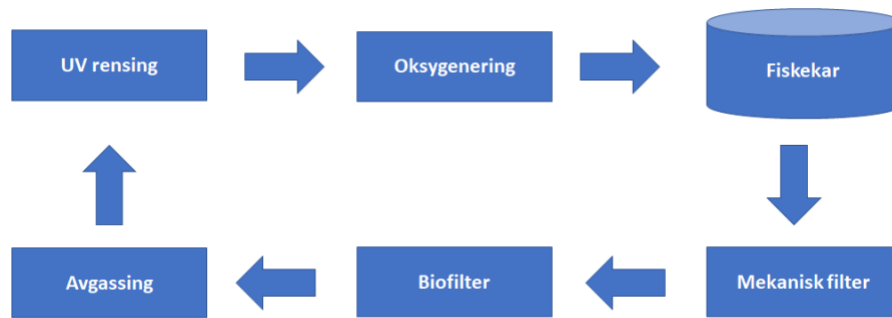 UV rensing
Oksygenering
Fiskekar
Avgassing
Biofilter
Mekanisk filter